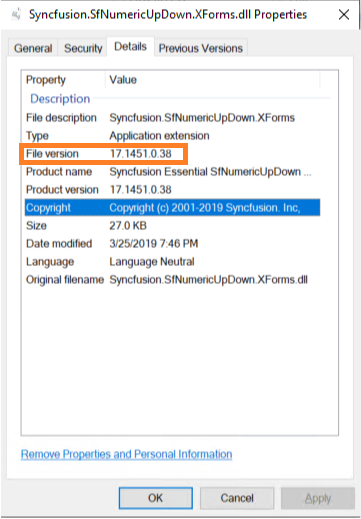 Syncfusion.SfNumericUpDown.XForms.dll Properties
General Security Details Previous Versions
Property Value
Description
File description Syncfusion.SfNumericUpDown.XForms
Type Application extension
File version 17.1451.0.38
Product name Syncfusion Essential SfNumericUpDown ...
Product version 17.1451.0.38
Copyright Copyright (c) 2001-2019 Syncfusion. Inc,
Size 27.0 KB
Date modified 3/25/2019 7:46 PM
Language Language Neutral
Original filename Syncfusion.SfNumericUpDown.XForms.dll
Remove Properties and Personal Information
OK Cancel Apply